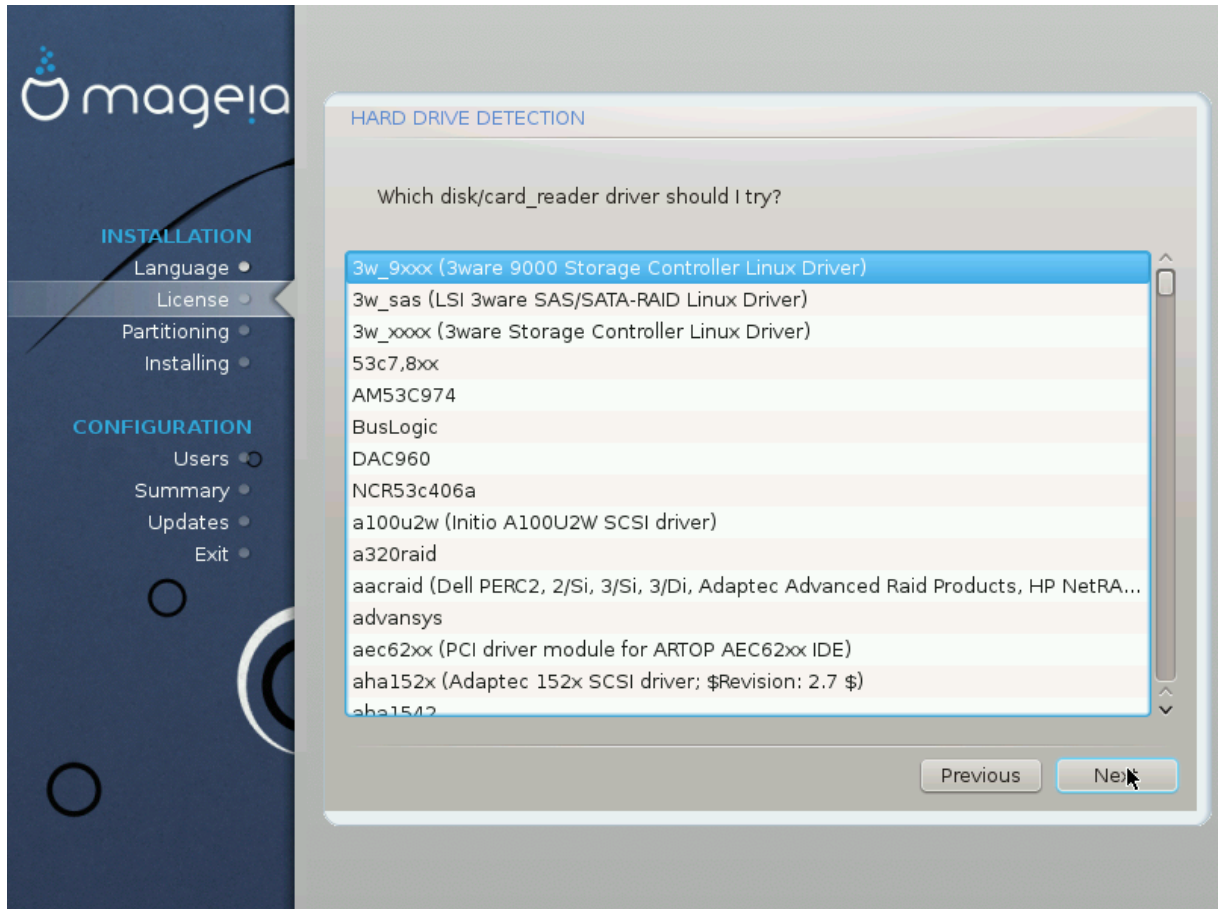 mageia
INSTALLATION
Language
License
Partitioning
Installing
CONFIGURATION
Users
Summary
Updates
Exit
HARD DRIVE DETECTION
Which disk/card_reader driver should I try?
3w_9xxx (3ware 9000 Storage Controller Linux Driver)
3w_sas (LSI 3ware SAS/SATA-RAID Linux Driver)
3w_xxxx (3ware Storage Controller Linux Driver)
53c7,8xx
AM53C974
BusLogic
DAC960
NCR53c406a
a100u2w (Initio A100U2W SCSI driver)
a320raid
aacraid (Dell PERC2, 2/Si, 3/Si, 3/Di, Adaptec Advanced Raid Products, HP NetRA...
advansys
aec62xx (PCI driver module for ARTOP AEC62xx IDE)
aha152x (Adaptec 152x SCSI driver; $Revision: 2.7 $)
aha1542
Previous
Next